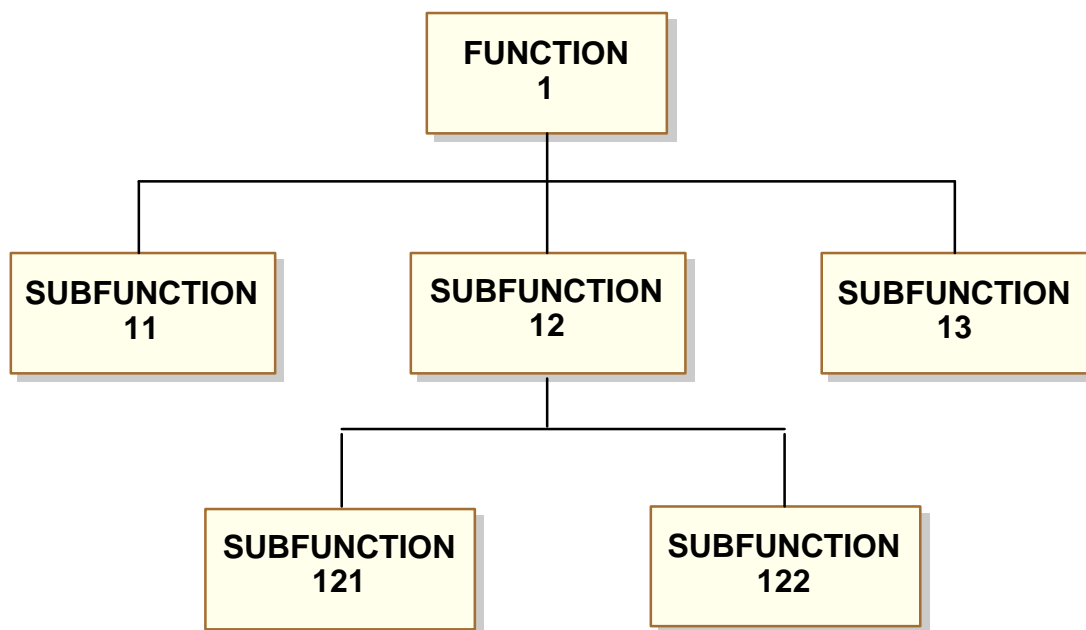 FUNCTION
1
SUBFUNCTION
11
SUBFUNCTION
12
SUBFUNCTION
13
SUBFUNCTION
121
SUBFUNCTION
122